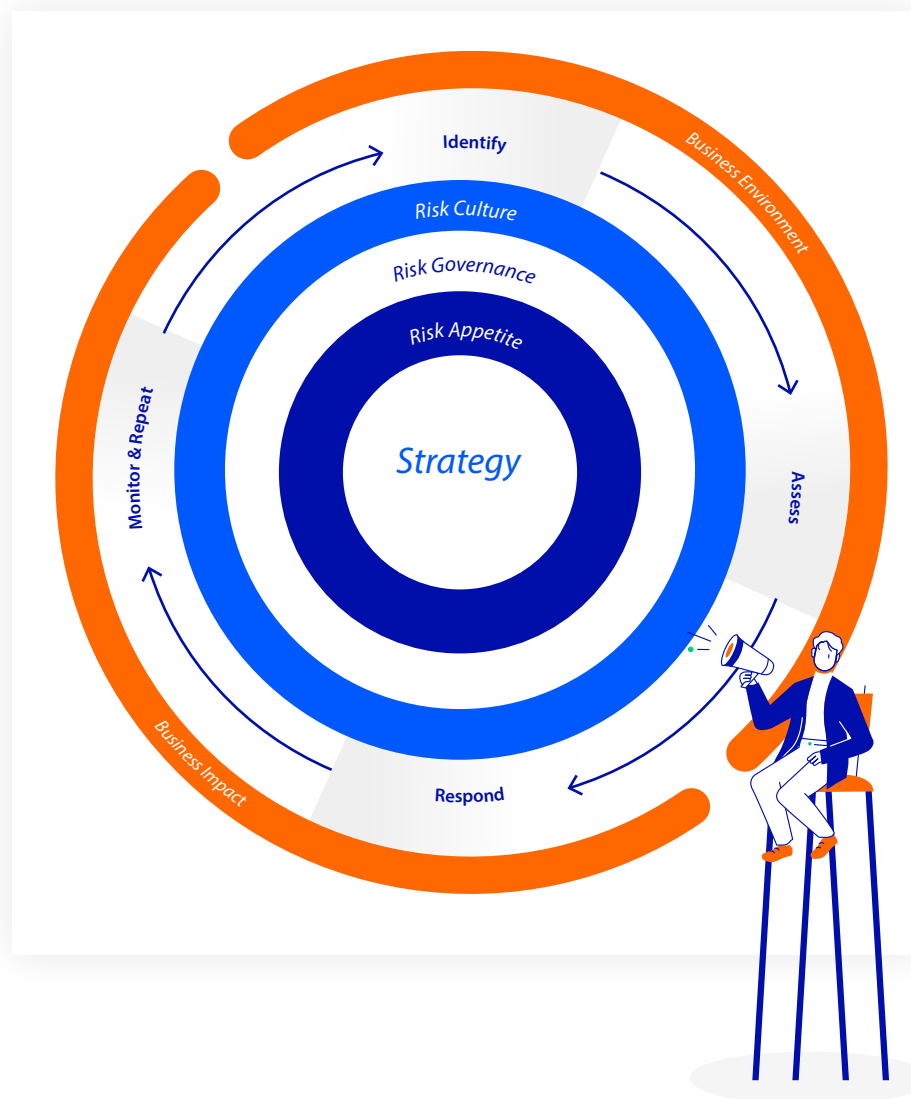 Identify
Business Environment
Risk Culture
Risk Governance
Risk Appetite
Strategy
Monitor & Repeat
Assess
Business Impact
Respond